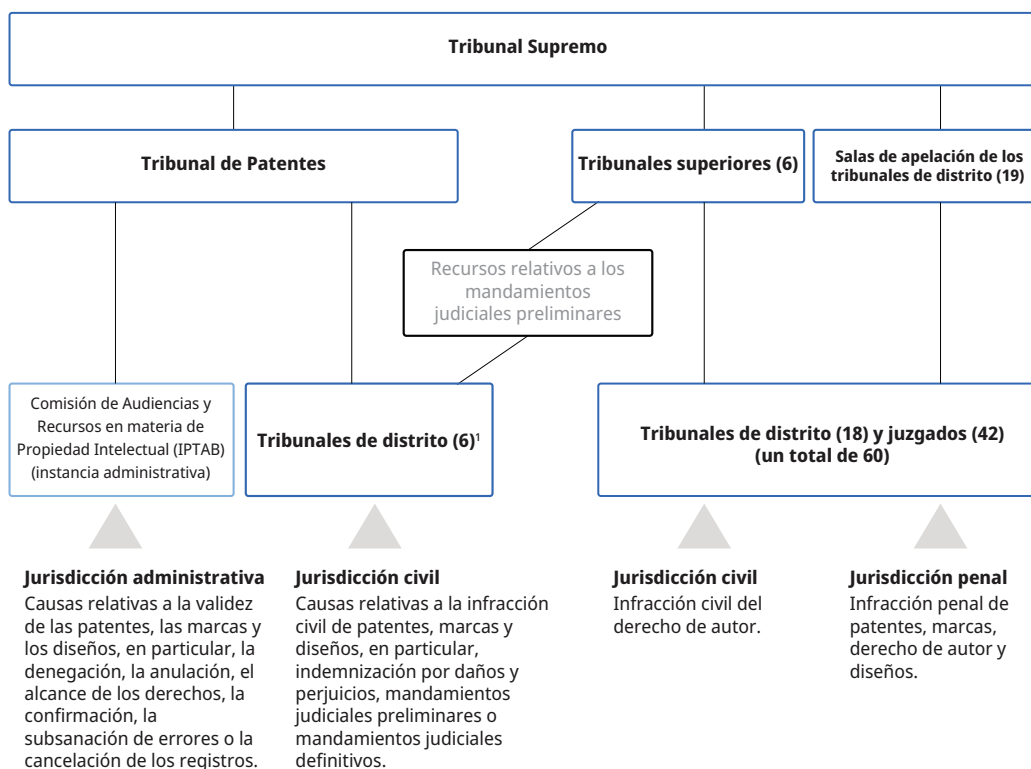 Tribunal Supremo
Tribunal de Patentes
Tribunales superiores (6)
Salas de apelación de los
tribunales de distrito (19)
Recursos relativos a los
mandamientos
judiciales preliminares
Comisión de Audiencias y
Recursos en materia de
Propiedad Intelectual (IPTAB)
(instancia administrativa)
Tribunales de distrito (6)¹
Tribunales de distrito (18) y juzgados (42)
(un total de 60)
Jurisdicción administrativa
Causas relativas a la validez
de las patentes, las marcas y
los diseños, en particular, la
denegación, la anulación, el
alcance de los derechos, la
confirmación, la
subsanación de errores o la
cancelación de los registros.
Jurisdicción civil
Causas relativas a la infracción
civil de patentes, marcas y
diseños, en particular,
indemnización por daños y
perjuicios, mandamientos
judiciales preliminares o
mandamientos judiciales
definitivos.
Jurisdicción civil
Infracción civil del
derecho de autor.
Jurisdicción penal
Infracción penal de
patentes, marcas,
derecho de autor y
diseños.